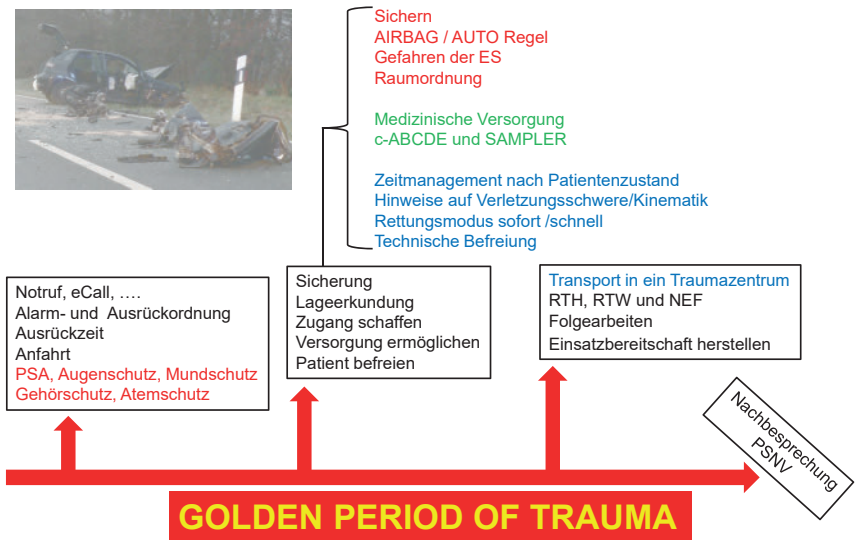 Sichern
AIRBAG / AUTO Regel
Gefahren der ES
Raumordnung
Medizinische Versorgung
c-ABCDE und SAMPLER
Zeitmanagement nach Patientenzustand
Hinweise auf Verletzungsschwere/Kinematik
Rettungsmodus sofort /schnell
Technische Befreiung
Notruf, eCall, ….
Alarm- und Ausrückordnung
Ausrückzeit
Anfahrt
PSA, Augenschutz, Mundschutz
Gehörschutz, Atemschutz
Sicherung
Lageerkundung
Zugang schaffen
Versorgung ermöglichen
Patient befreien
Transport in ein Traumazentrum
RTH, RTW und NEF
Folgearbeiten
Einsatzbereitschaft herstellen
Nachbesprechung
PSNV
GOLDEN PERIOD OF TRAUMA